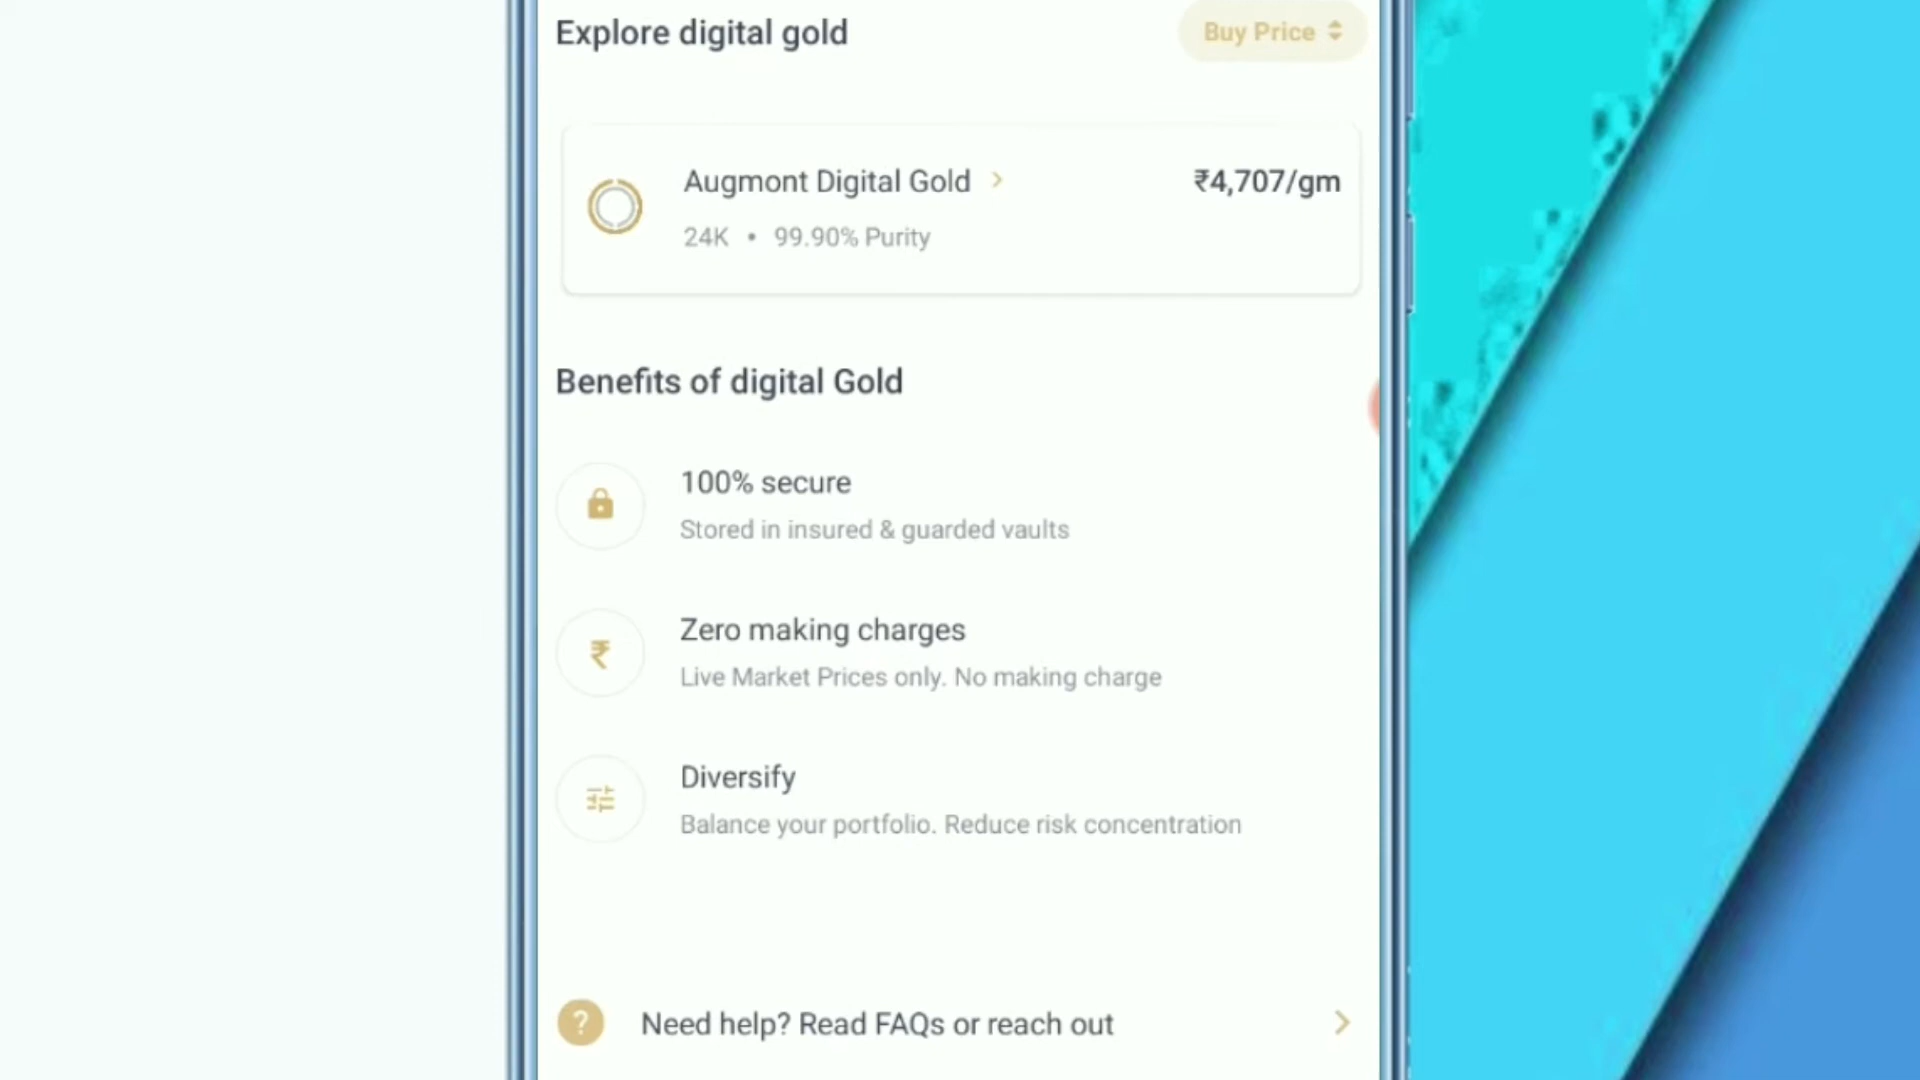 Explore digital gold
Buy Price
Augmont Digital Gold
₹4,707/gm
24K • 99.90% Purity
Benefits of digital Gold
100% secure
Stored in insured & guarded vaults
Zero making charges
Live Market Prices only. No making charge
Diversify
Balance your portfolio. Reduce risk concentration
Need help? Read FAQs or reach out